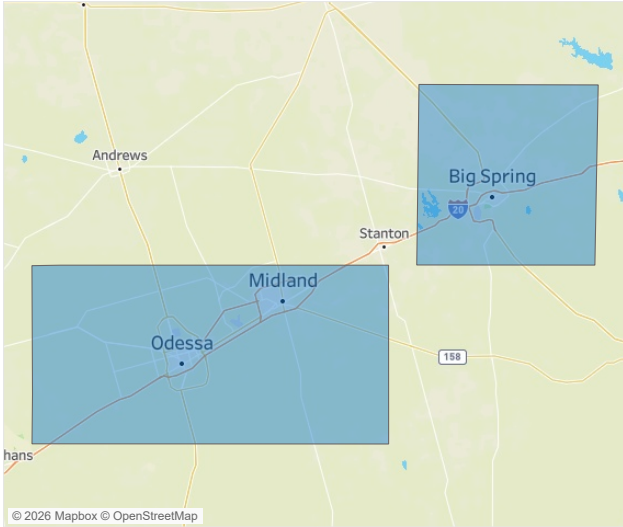 Andrews
Big Spring
20
Stanton
Midland
Odessa
158
hans
© 2026 Mapbox © OpenStreetMap